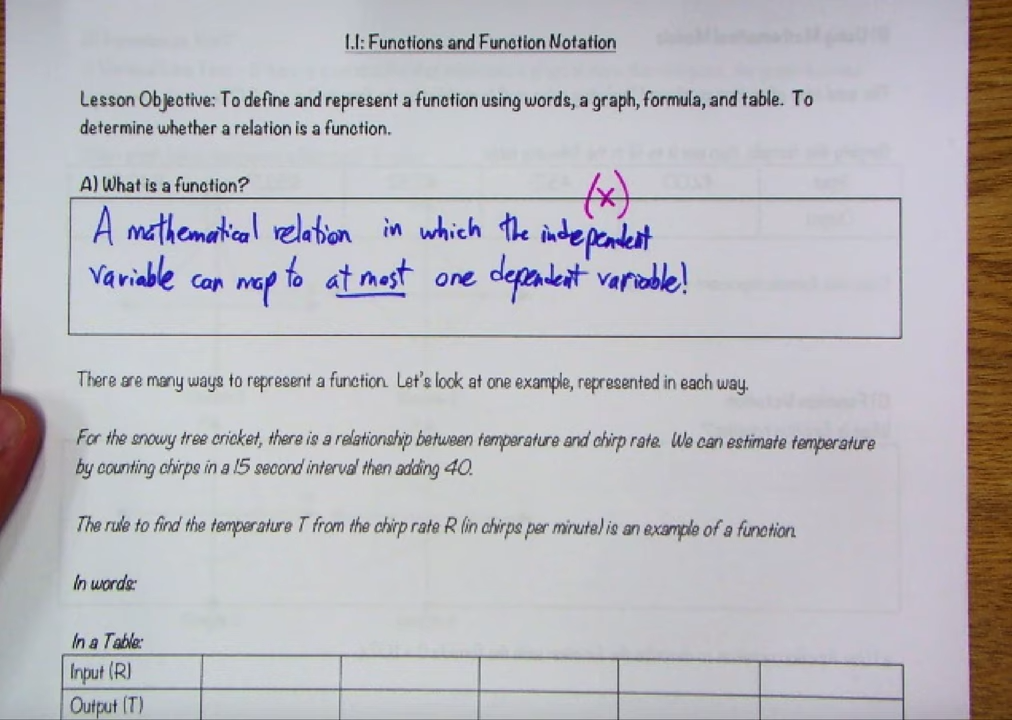 1.1: Functions and Function Notation
Lesson Objective: To define and represent a function using words, a graph, formula, and table. To
determine whether a relation is a function.
A) What is a function?
(x)
A mathematical relation in which the independent
variable can map to at most one dependent variable!
There are many ways to represent a function. Let's look at one example, represented in each way.
For the snowy tree cricket, there is a relationship between temperature and chirp rate. We can estimate temperature
by counting chirps in a 15 second interval then adding 40.
The rule to find the temperature T from the chirp rate R (in chirps per minute) is an example of a function.
In words:
In a Table:
Input (R)
Output (T)